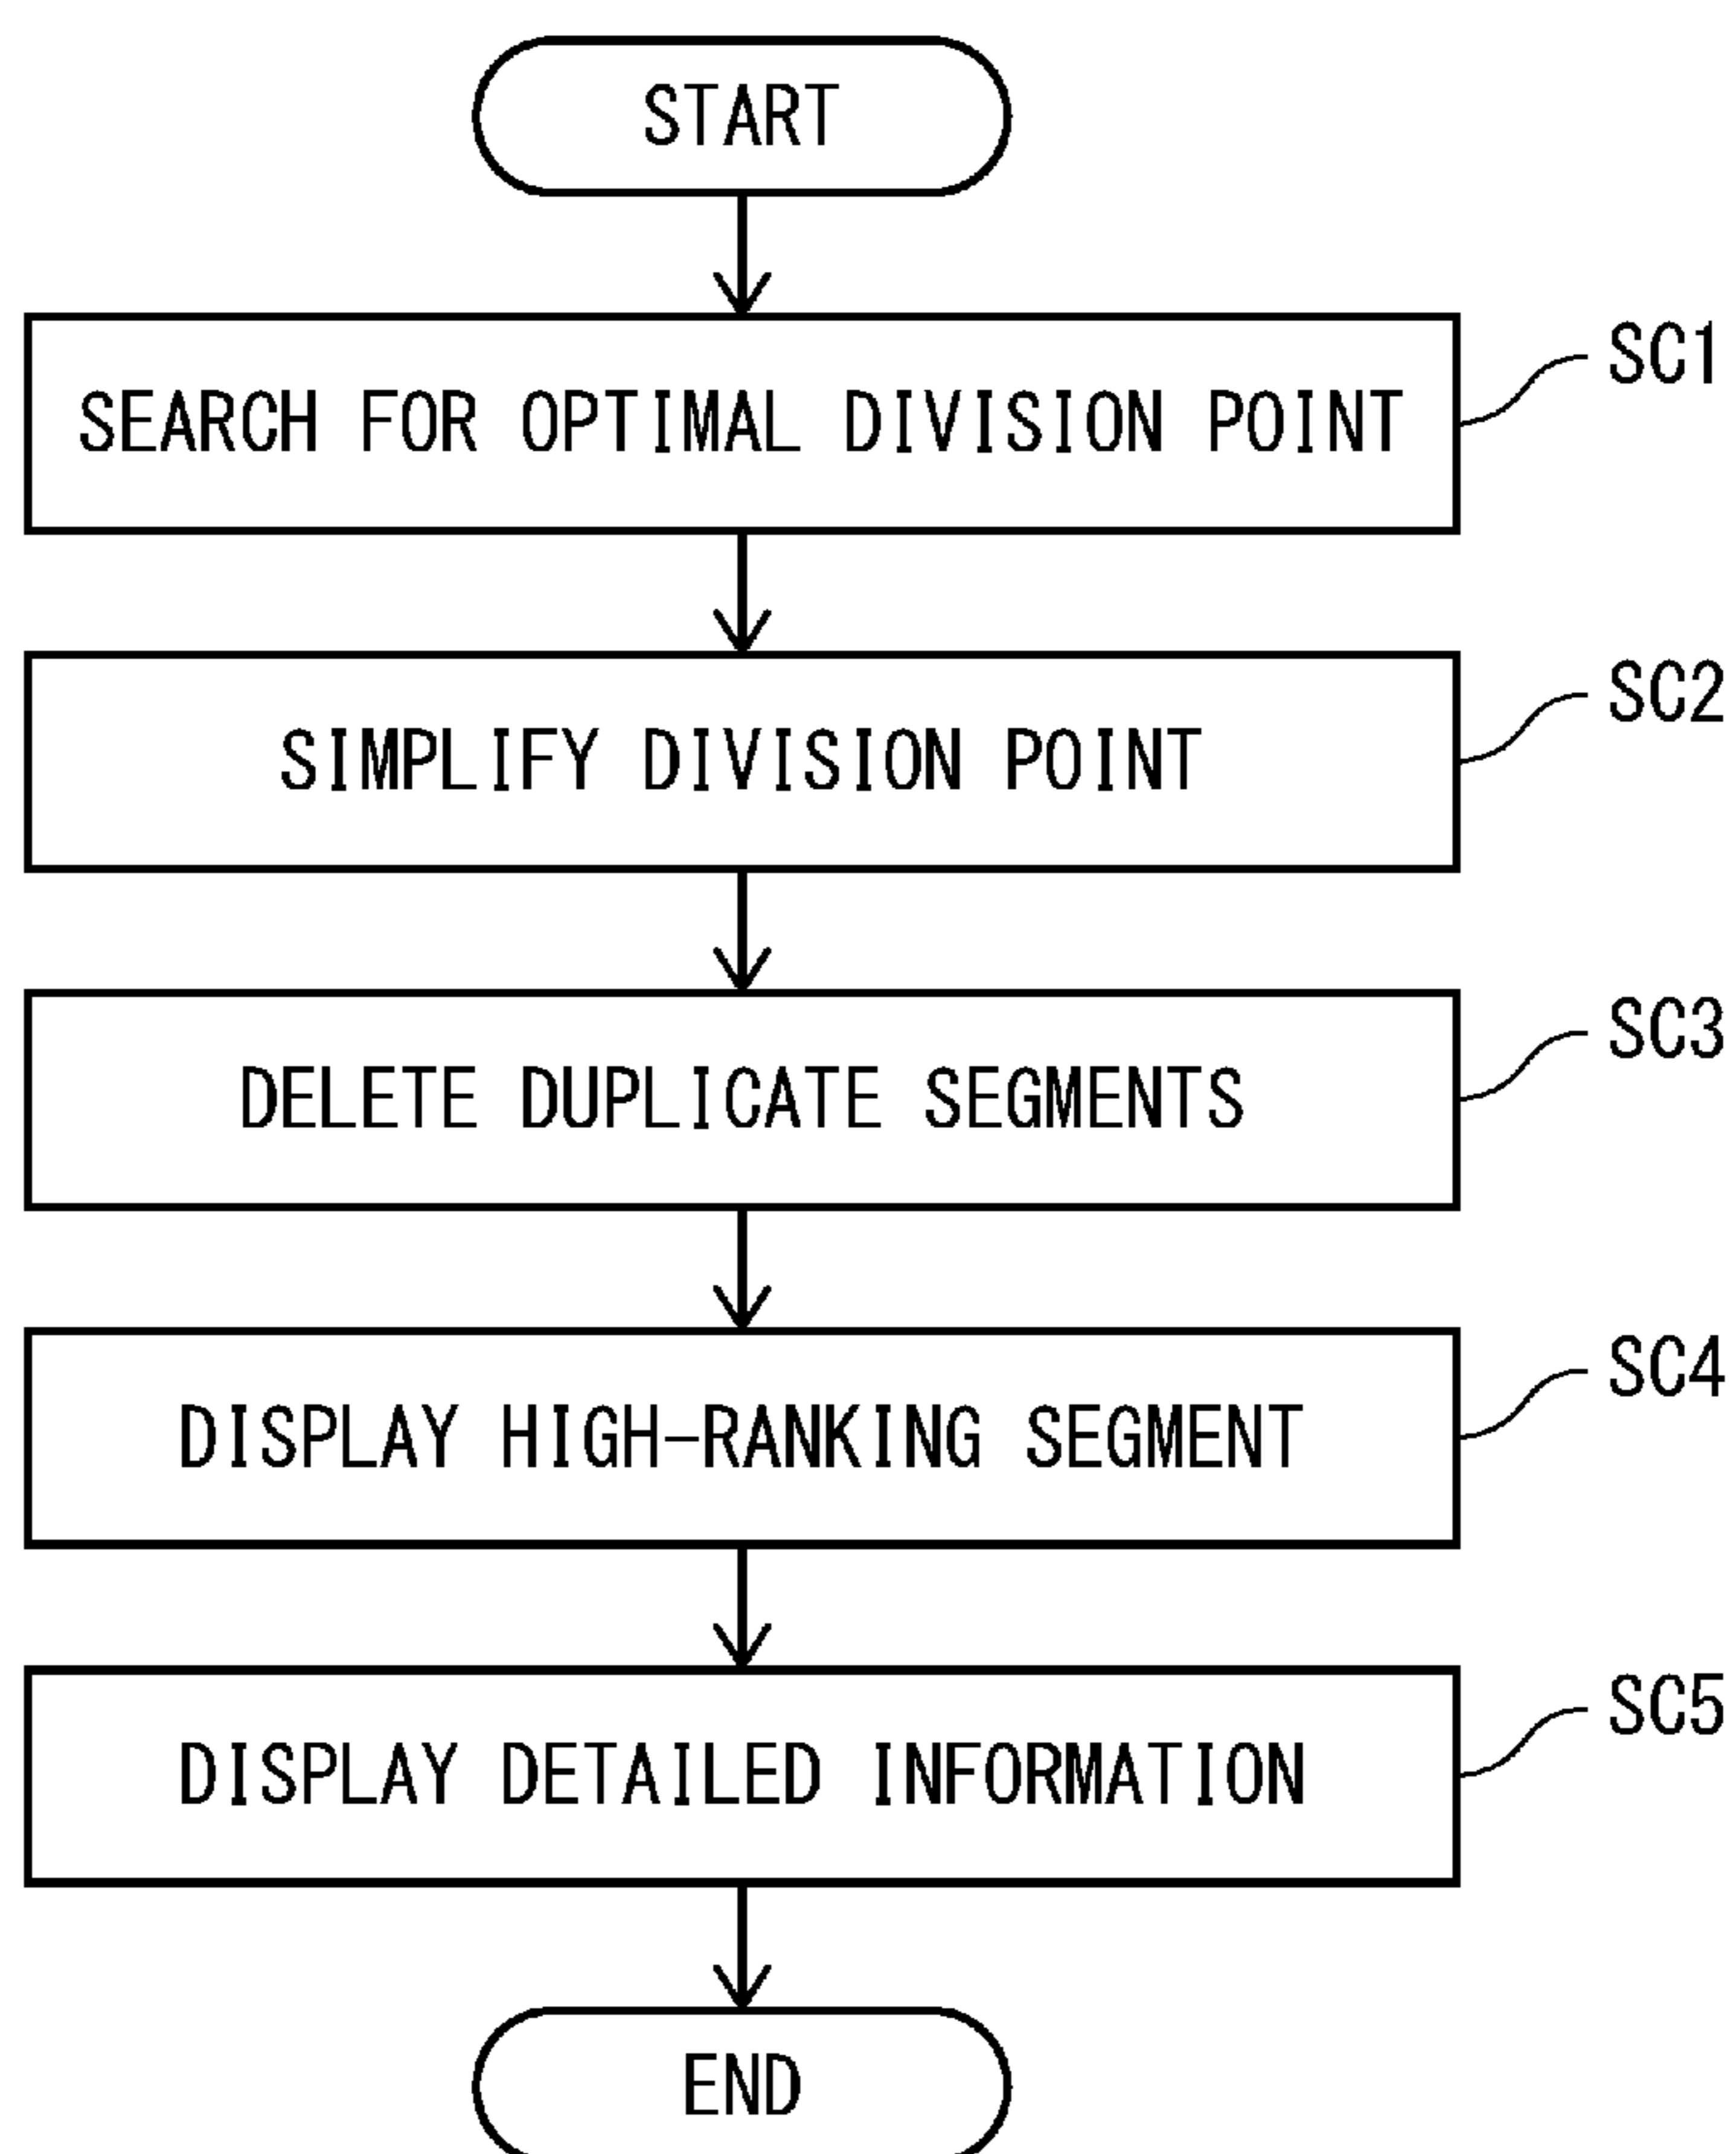 START
SEARCH FOR OPTIMAL DIVISION POINT
SC1
SIMPLIFY DIVISION POINT
SC2
DELETE DUPLICATE SEGMENTS
SC3
DISPLAY HIGH-RANKING SEGMENT
SC4
DISPLAY DETAILED INFORMATION
SC5
END